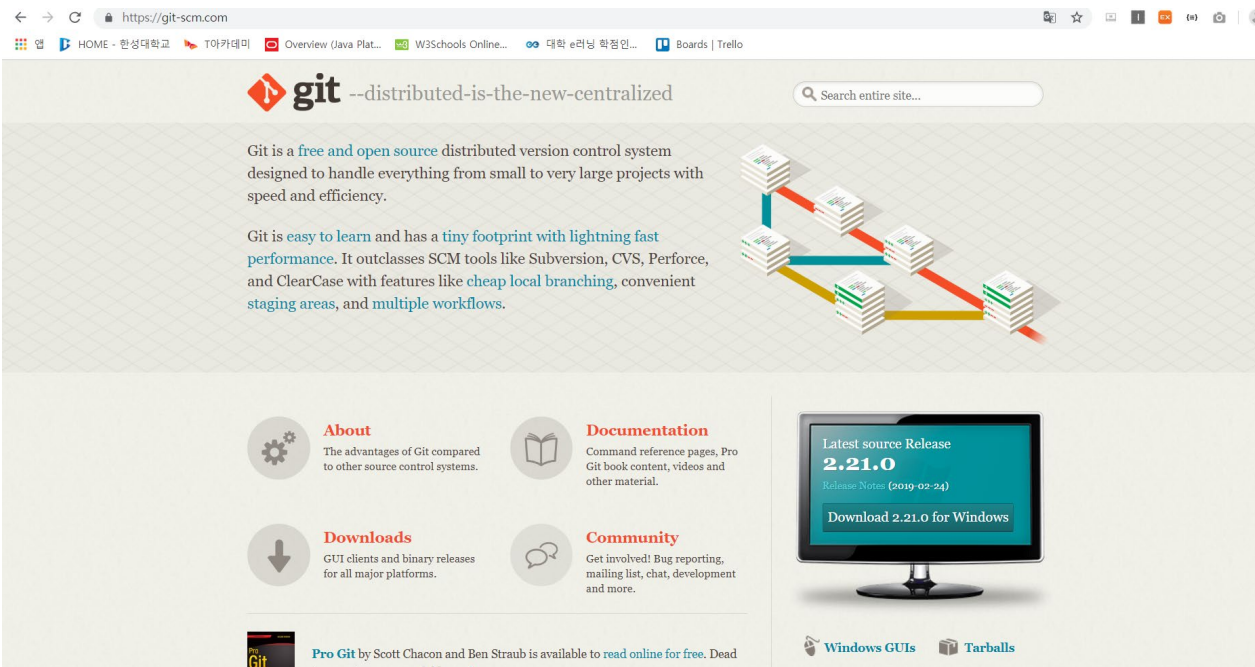 https://git-scm.com
앱 HOME - 한성대학교 T아카데미 Overview (Java Plat... W3Schools Online... 대학 e러닝 학점인... Boards | Trello
git --distributed-is-the-new-centralized
Search entire site...
Git is a free and open source distributed version control system
designed to handle everything from small to very large projects with
speed and efficiency.
Git is easy to learn and has a tiny footprint with lightning fast
performance. It outclasses SCM tools like Subversion, CVS, Perforce,
and ClearCase with features like cheap local branching, convenient
staging areas, and multiple workflows.
About
The advantages of Git compared
to other source control systems.
Documentation
Command reference pages, Pro
Git book content, videos and
other material.
Downloads
GUI clients and binary releases
for all major platforms.
Community
Get involved! Bug reporting,
mailing list, chat, development
and more.
Latest source Release
2.21.0
Release Notes (2019-02-24)
Download 2.21.0 for Windows
Windows GUIs
Tarballs
Pro
Git
Pro Git by Scott Chacon and Ben Straub is available to read online for free. Dead